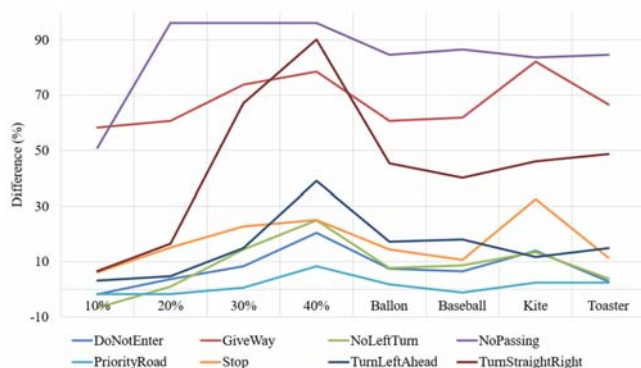 Difference (%)
90
70
50
30
10
-10
10% 20% 30% 40% Ballon Baseball Kite Toaster
DoNotEnter GiveWay NoLeftTurn NoPassing
PriorityRoad Stop TurnLeftAhead TurnStraightRight